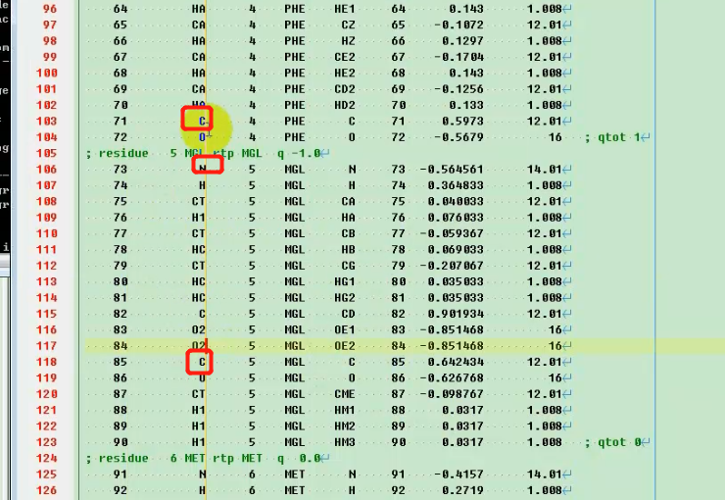 96 64 HA 4 PHE HE1 64 0.143 1.008
97 65 CA 4 PHE CZ 65 -0.1072 12.01
98 66 HA 4 PHE HZ 66 0.1297 1.008
99 67 CA 4 PHE CE2 67 -0.1704 12.01
100 68 HA 4 PHE HE2 68 0.143 1.008
101 69 CA 4 PHE CD2 69 -0.1256 12.01
102 70 HA 4 PHE HD2 70 0.133 1.008
103 71 C 4 PHE C 71 0.5973 12.01
104 72 O 4 PHE O 72 -0.5679 16 ; qtot 1
105 ; residue 5 MGL rtp MGL q -1.0
106 73 N 5 MGL N 73 -0.564561 14.01
107 74 H 5 MGL H 74 0.364833 1.008
108 75 CT 5 MGL CA 75 0.040033 12.01
109 76 H1 5 MGL HA 76 0.076033 1.008
110 77 CT 5 MGL CB 77 -0.059367 12.01
111 78 HC 5 MGL HB 78 0.069033 1.008
112 79 CT 5 MGL CG 79 -0.207067 12.01
113 80 HC 5 MGL HG1 80 0.035033 1.008
114 81 HC 5 MGL HG2 81 0.035033 1.008
115 82 C 5 MGL CD 82 0.901934 12.01
116 83 O2 5 MGL OE1 83 -0.851468 16
117 84 O2 5 MGL OE2 84 -0.851468 16
118 85 C 5 MGL C 85 0.642434 12.01
119 86 O 5 MGL O 86 -0.626768 16
120 87 CT 5 MGL CME 87 -0.098767 12.01
121 88 H1 5 MGL HM1 88 0.0317 1.008
122 89 H1 5 MGL HM2 89 0.0317 1.008
123 90 H1 5 MGL HM3 90 0.0317 1.008 ; qtot 0
124 ; residue 6 MET rtp MET q 0.0
125 91 N 6 MET N 91 -0.4157 14.01
126 92 H 6 MET H 92 0.2719 1.008